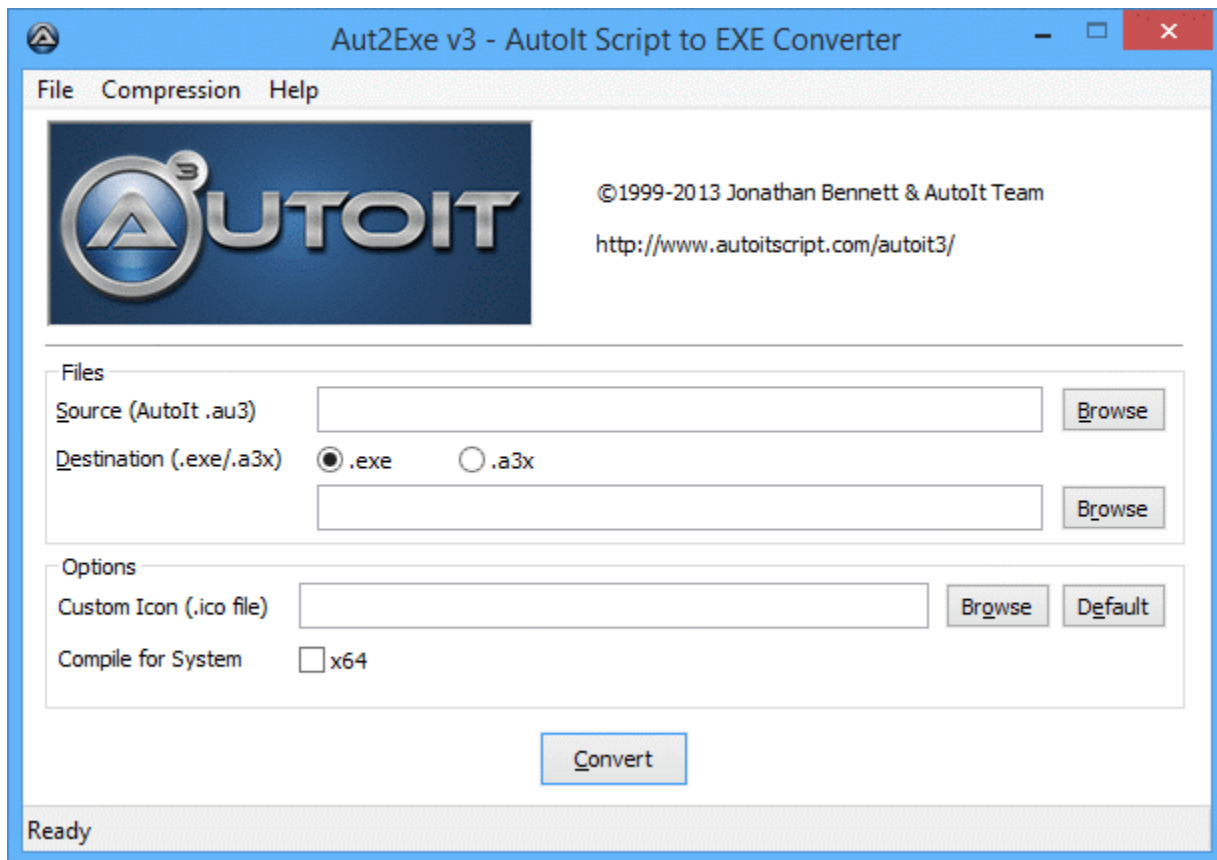 Aut2Exe v3 - AutoIt Script to EXE Converter
File Compression Help
AUTOIT 3
©1999-2013 Jonathan Bennett & AutoIt Team
http://www.autoitscript.com/autoit3/
Files
Source (AutoIt .au3) Browse
Destination (.exe/.a3x) .exe .a3x
Browse
Options
Custom Icon (.ico file) Browse Default
Compile for System x64
Convert
Ready